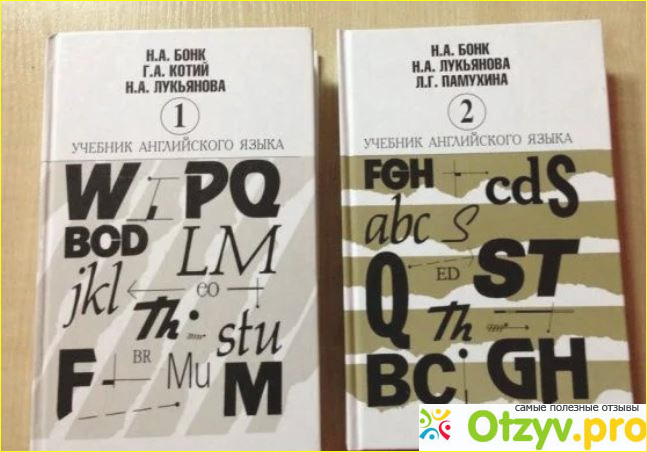 Н.А. БОНК
Г.А. КОТИЙ
Н.А. ЛУКЬЯНОВА
1
УЧЕБНИК АНГЛИЙСКОГО ЯЗЫКА
W I PQ
BCD
LM
jkl
eo
Th
stu
BR
F
Mu
M
Н.А. БОНК
Н.А. ЛУКЬЯНОВА
Л.Г. ПАМУХИНА
2
УЧЕБНИК АНГЛИЙСКОГО ЯЗЫКА
FGH
cdS
abc S
ED
ST
Q
Th
BC
GH
самые полезные отзывы
Otzyv.pro